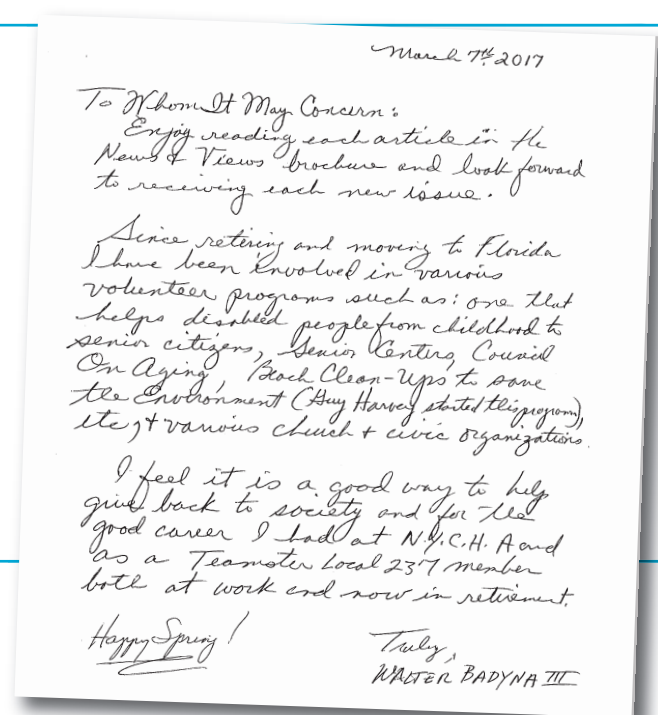 March 7th, 2017
To Whom It May Concern:
Enjoy reading each article in the
News & Views brochure and look forward
to receiving each new issue.
Since retiring and moving to Florida
I have been involved in various
volunteer programs such as: one that
helps disabled people from childhood to
senior citizens, Senior Centers, Council
On Aging, Beach Clean-Ups to save
the Environment (Guy Harvey started this program),
etc, & various church & civic organizations.
I feel it is a good way to help
give back to society and for the
good career I had at N.Y.C.H.A and
as a Teamster Local 237 member
both at work and now in retirement.
Happy Spring!
Truly,
WALTER BADYNA III